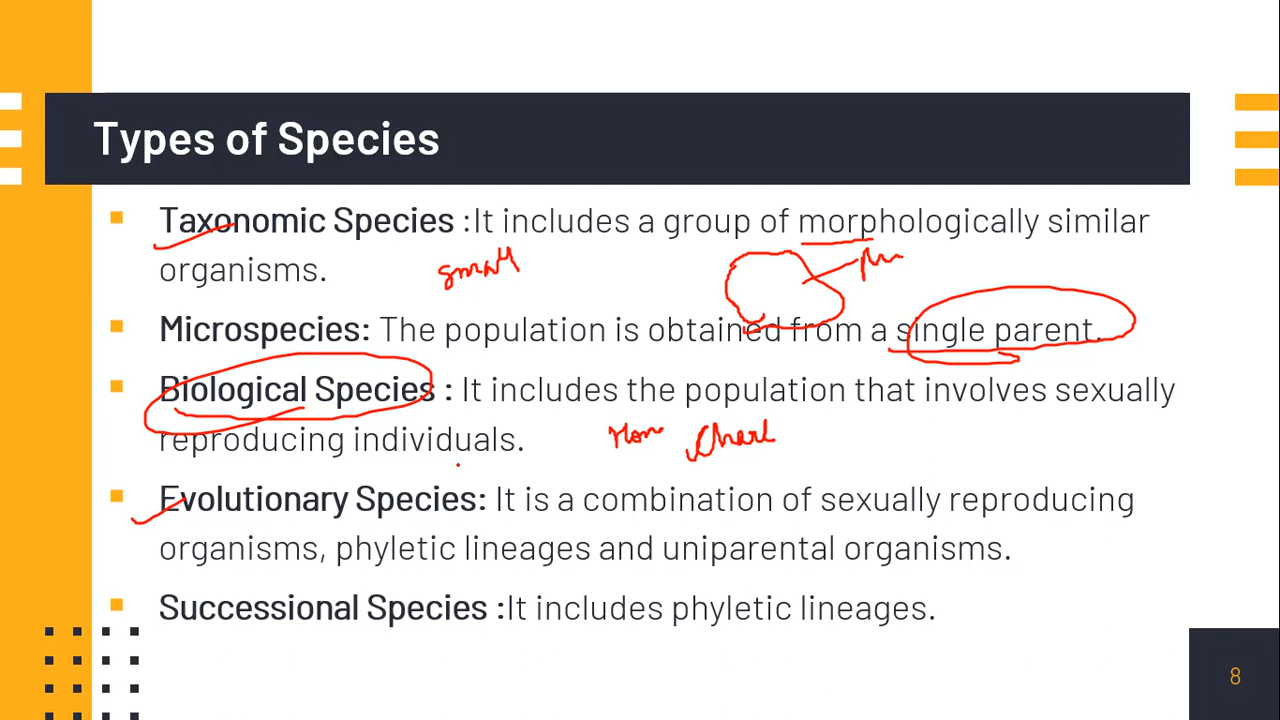 Types of Species
Taxonomic Species :It includes a group of morphologically similar
organisms.
small
Microspecies: The population is obtained from a single parent.
Biological Species : It includes the population that involves sexually
reproducing individuals.
Evolutionary Species: It is a combination of sexually reproducing
organisms, phyletic lineages and uniparental organisms.
Successional Species :It includes phyletic lineages.
8